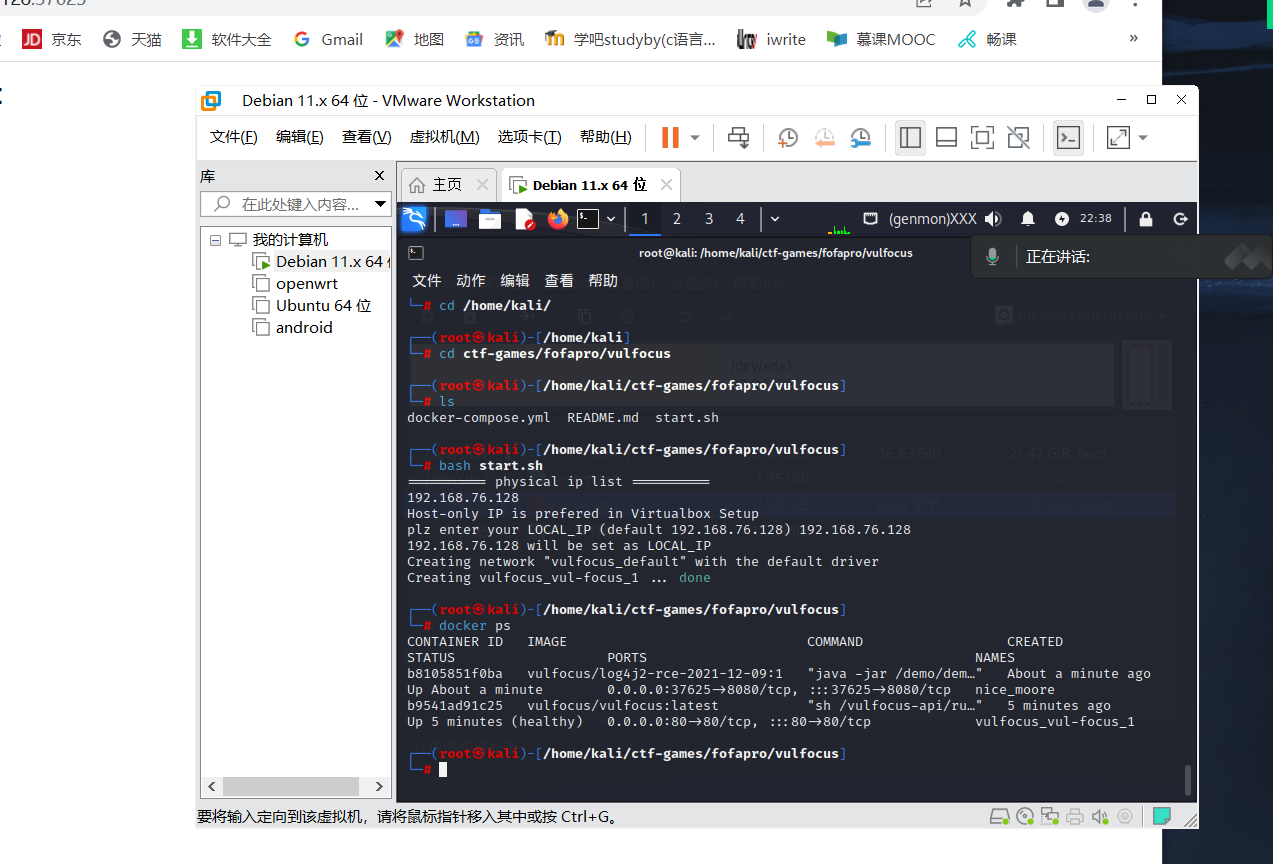 京东 天猫 软件大全 Gmail 地图 资讯 学吧studyby(c语言... iwrite 慕课MOOC 畅课 »
Debian 11.x 64 位 - VMware Workstation
文件(F) 编辑(E) 查看(V) 虚拟机(M) 选项卡(T) 帮助(H)
库
在此处键入内容...
我的计算机
Debian 11.x 64
openwrt
Ubuntu 64 位
android
主页 Debian 11.x 64 位
1 2 3 4 (genmon)XXX 22:38
root@kali: /home/kali/ctf-games/fofapro/vulfocus
正在讲话:
文件 动作 编辑 查看 帮助
└─# cd /home/kali/
┌──(root㉿kali)-[/home/kali]
└─# cd ctf-games/fofapro/vulfocus
┌──(root㉿kali)-[/home/kali/ctf-games/fofapro/vulfocus]
└─# ls
docker-compose.yml README.md start.sh
┌──(root㉿kali)-[/home/kali/ctf-games/fofapro/vulfocus]
└─# bash start.sh
========== physical ip list ==========
192.168.76.128
Host-only IP is prefered in Virtualbox Setup
plz enter your LOCAL_IP (default 192.168.76.128) 192.168.76.128
192.168.76.128 will be set as LOCAL_IP
Creating network "vulfocus_default" with the default driver
Creating vulfocus_vul-focus_1 ... done
┌──(root㉿kali)-[/home/kali/ctf-games/fofapro/vulfocus]
└─# docker ps
CONTAINER ID IMAGE COMMAND CREATED
STATUS PORTS NAMES
b8105851f0ba vulfocus/log4j2-rce-2021-12-09:1 "java -jar /demo/dem…" About a minute ago
Up About a minute 0.0.0.0:37625->8080/tcp, :::37625->8080/tcp nice_moore
b9541ad91c25 vulfocus/vulfocus:latest "sh /vulfocus-api/ru…" 5 minutes ago
Up 5 minutes (healthy) 0.0.0.0:80->80/tcp, :::80->80/tcp vulfocus_vul-focus_1
┌──(root㉿kali)-[/home/kali/ctf-games/fofapro/vulfocus]
└─#
要将输入定向到该虚拟机，请将鼠标指针移入其中或按 Ctrl+G。